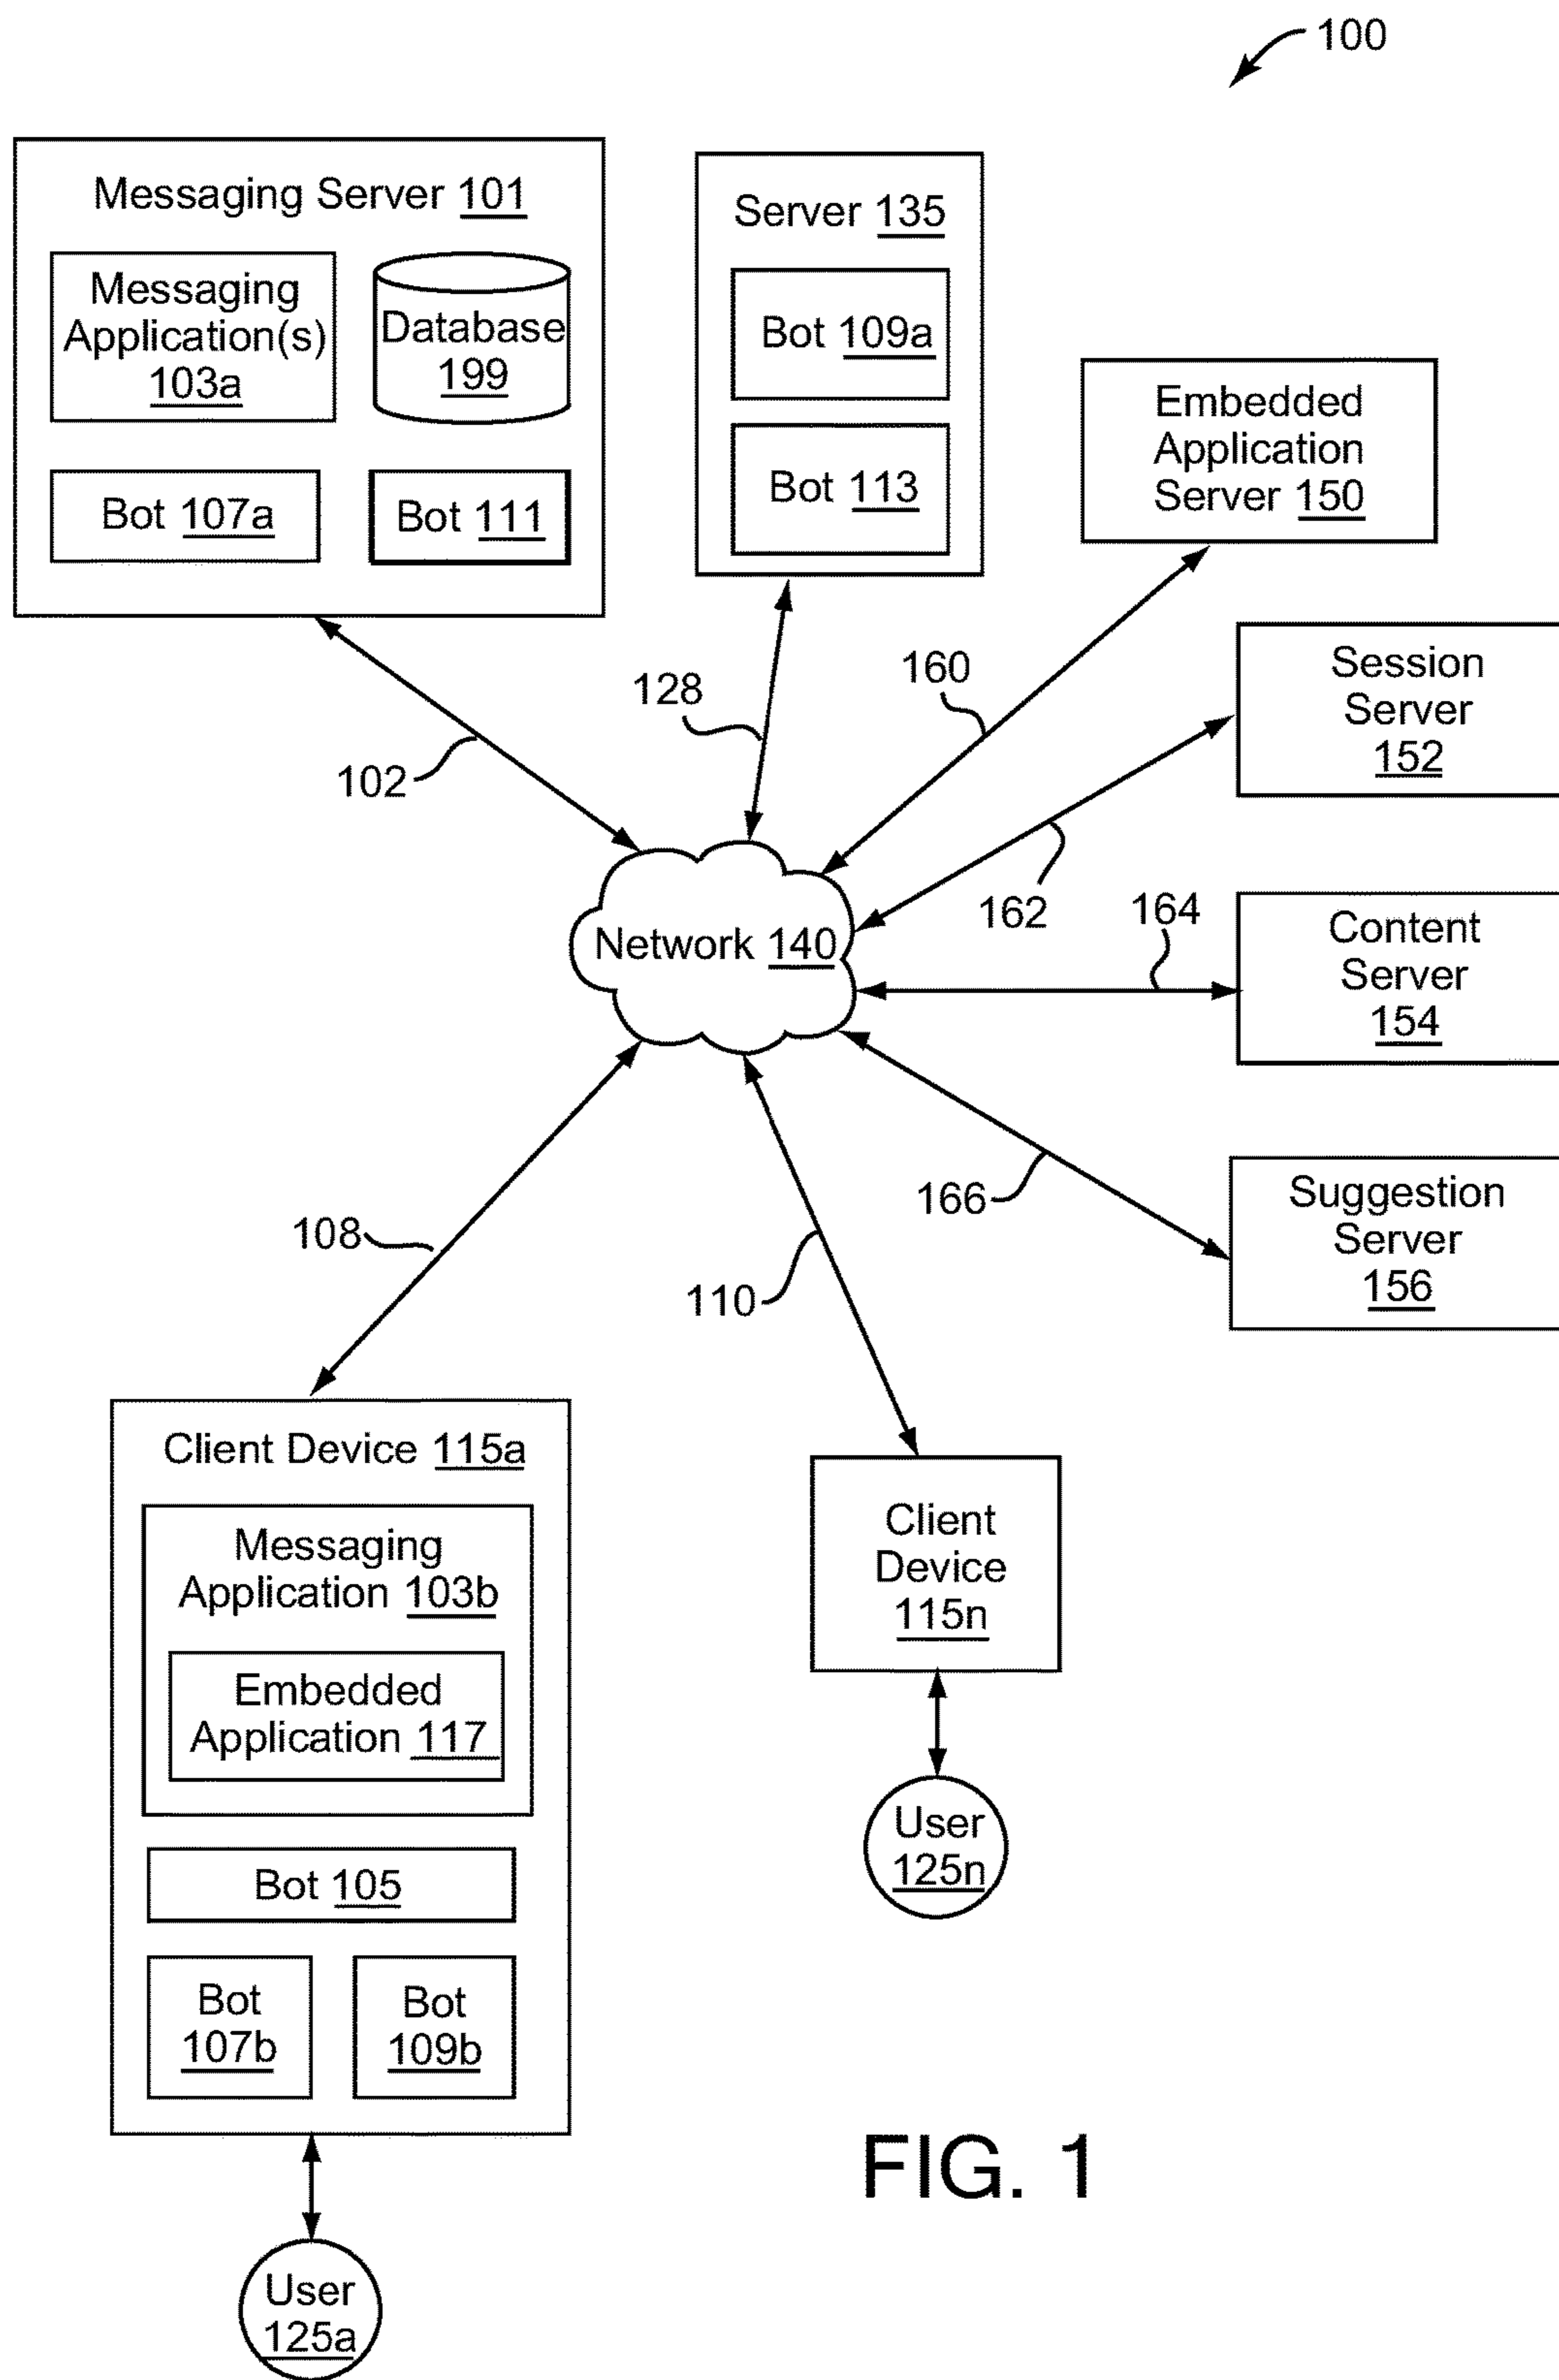 100
Messaging Server 101
Messaging
Application(s)
103a
Database
199
Bot 107a
Bot 111
Server 135
Bot 109a
Bot 113
Embedded
Application
Server 150
Session
Server
152
Content
Server
154
Suggestion
Server
156
102
128
160
162
164
166
Network 140
108
110
Client Device 115a
Messaging
Application 103b
Embedded
Application 117
Bot 105
Bot
107b
Bot
109b
Client
Device
115n
User
125n
User
125a
FIG. 1